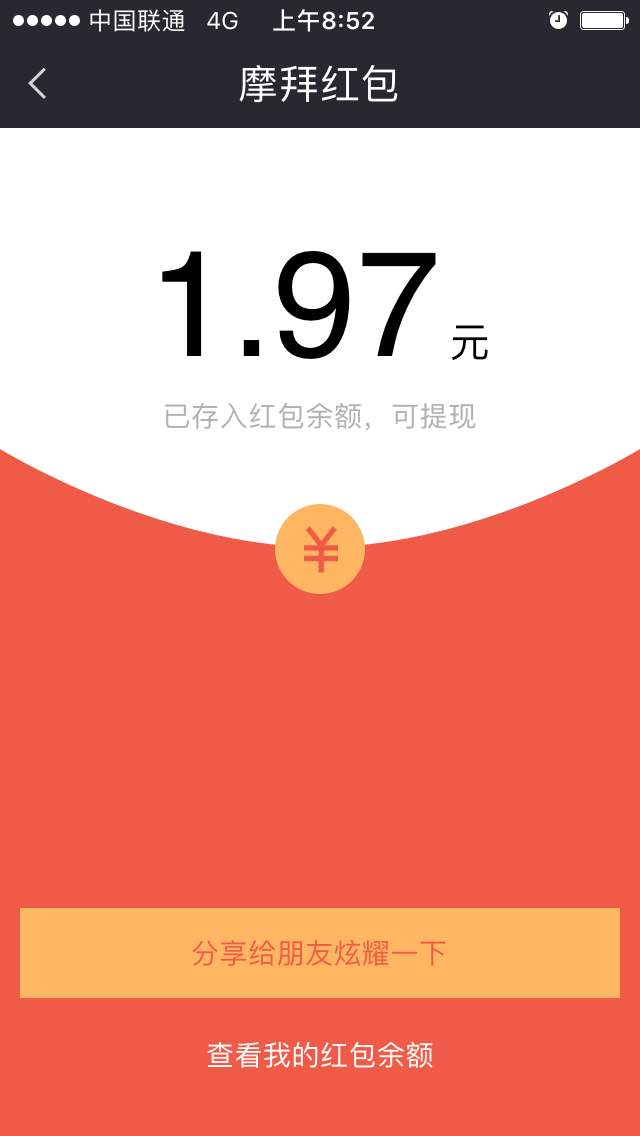 中国联通 4G 上午8:52
摩拜红包
1.97元
已存入红包余额，可提现
¥
分享给朋友炫耀一下
查看我的红包余额